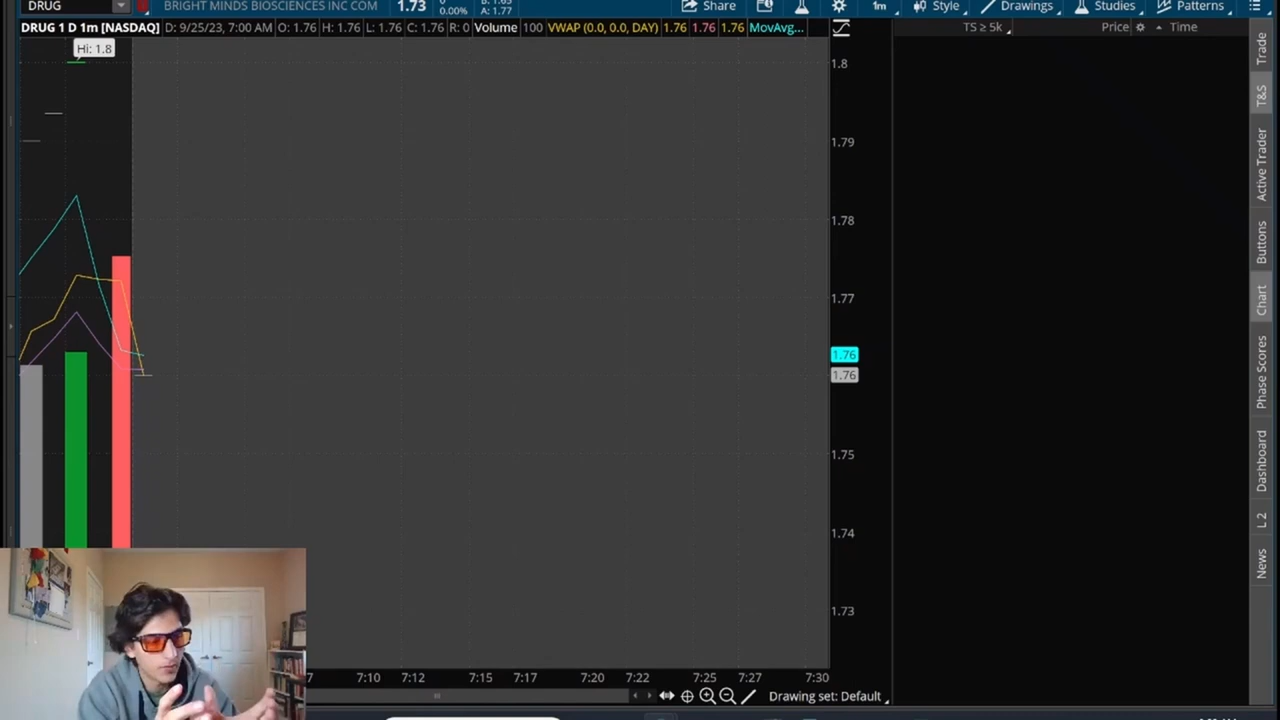 DRUG BRIGHT MINDS BIOSCIENCES INC COM 1.73 0.00% A: 1.77 Share 1m Style Drawings Studies Patterns
DRUG 1 D 1m [NASDAQ] D: 9/25/23, 7:00 AM O: 1.76 H: 1.76 L: 1.76 C: 1.76 R: 0 Volume 100 VWAP (0.0, 0.0, DAY) 1.76 1.76 1.76 MovAvg...
TS ≥ 5k Price Time
Hi: 1.8
1.8
1.79
1.78
1.77
1.76
1.76
1.75
1.74
1.73
7:10 7:12 7:15 7:17 7:20 7:22 7:25 7:27 7:30
Drawing set: Default
Trade
T&S
Active Trader
Buttons
Chart
Phase Scores
Dashboard
L 2
News